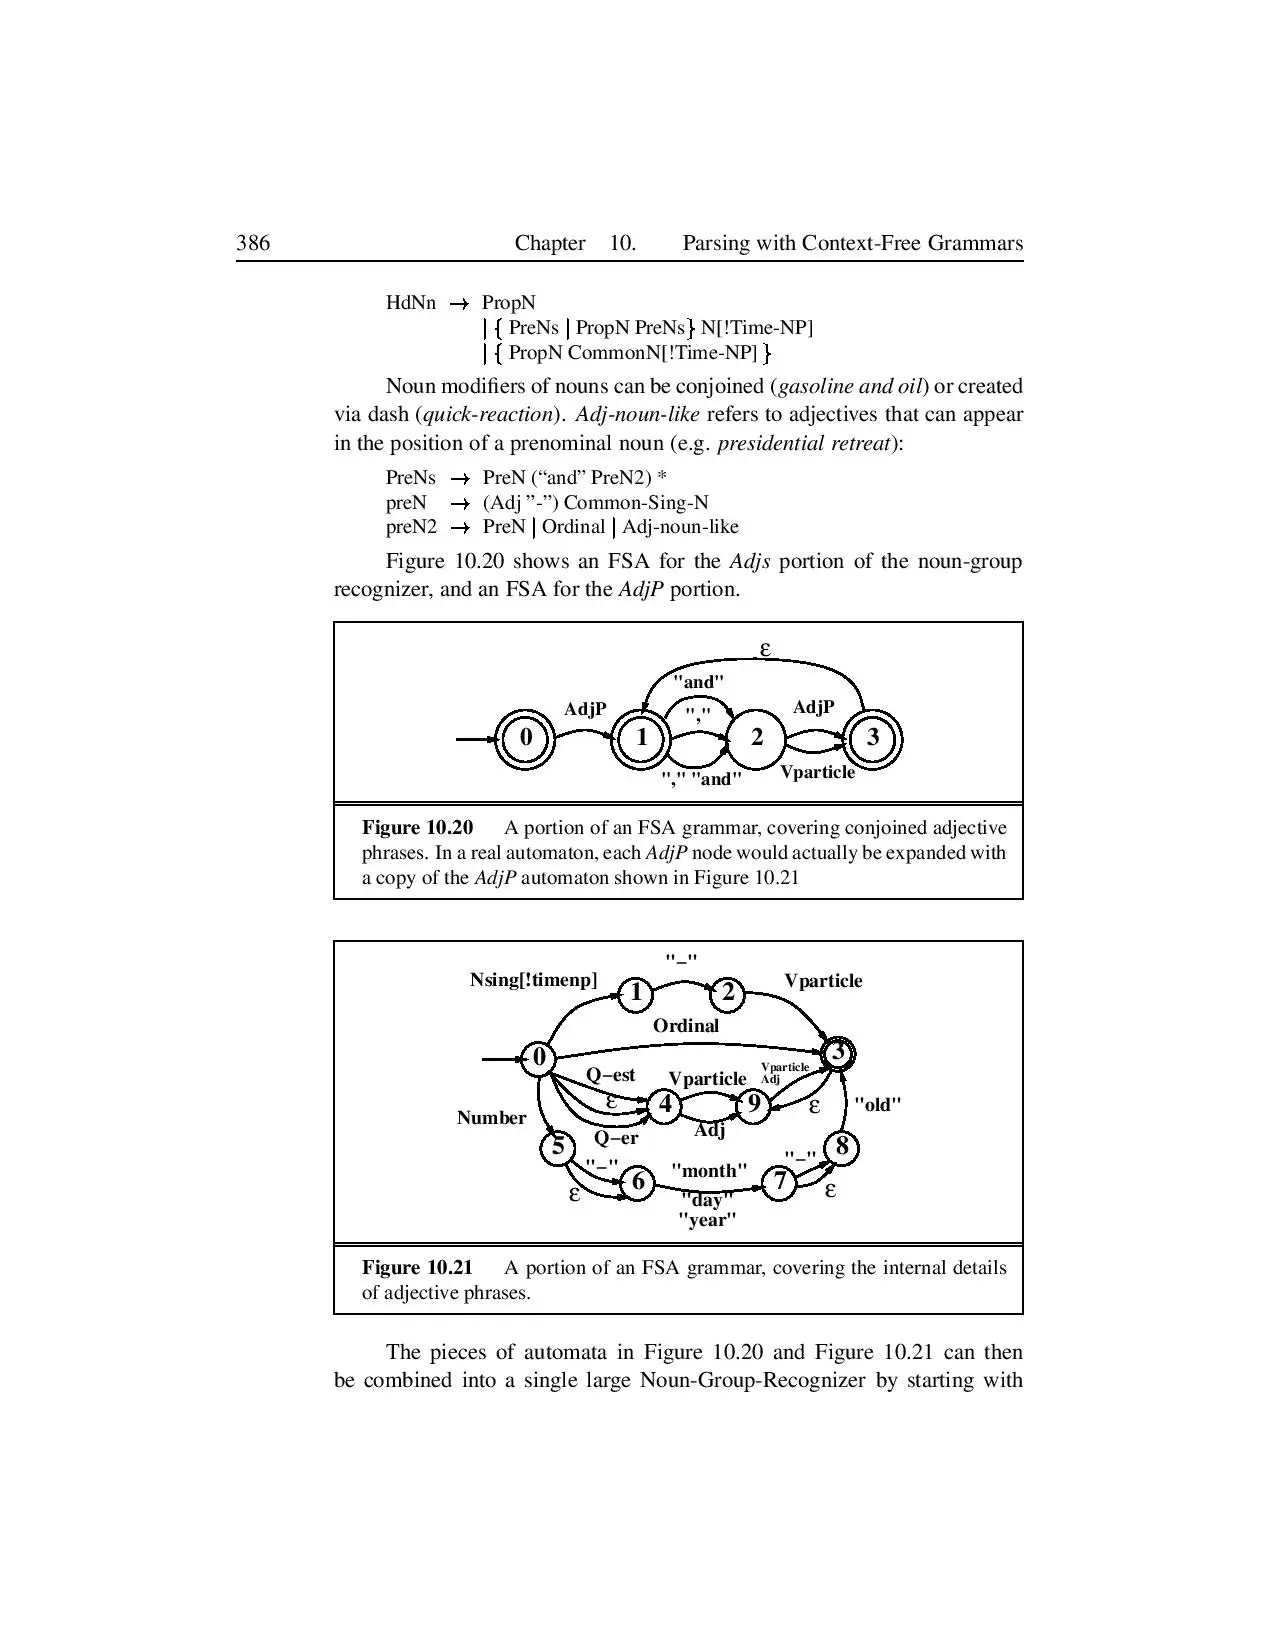 386 Chapter 10. Parsing with Context-Free Grammars
HdNn → PropN
| { PreNs | PropN PreNs} N[!Time-NP]
| { PropN CommonN[!Time-NP] }
Noun modifiers of nouns can be conjoined (gasoline and oil) or created
via dash (quick-reaction). Adj-noun-like refers to adjectives that can appear
in the position of a prenominal noun (e.g. presidential retreat):
PreNs → PreN (“and” PreN2) *
preN → (Adj ”-”) Common-Sing-N
preN2 → PreN | Ordinal | Adj-noun-like
Figure 10.20 shows an FSA for the Adjs portion of the noun-group
recognizer, and an FSA for the AdjP portion.
ε
"and"
AdjP "," AdjP
0 1 2 3
"," "and" Vparticle
Figure 10.20 A portion of an FSA grammar, covering conjoined adjective
phrases. In a real automaton, each AdjP node would actually be expanded with
a copy of the AdjP automaton shown in Figure 10.21
"−"
Nsing[!timenp] 1 2 Vparticle
Ordinal
0 3
Q−est Vparticle Vparticle
Adj
ε 4 9 ε "old"
Number
Q−er Adj
5 "−" "−" 8
6 "month" 7
ε "day" ε
"year"
Figure 10.21 A portion of an FSA grammar, covering the internal details
of adjective phrases.
The pieces of automata in Figure 10.20 and Figure 10.21 can then
be combined into a single large Noun-Group-Recognizer by starting with